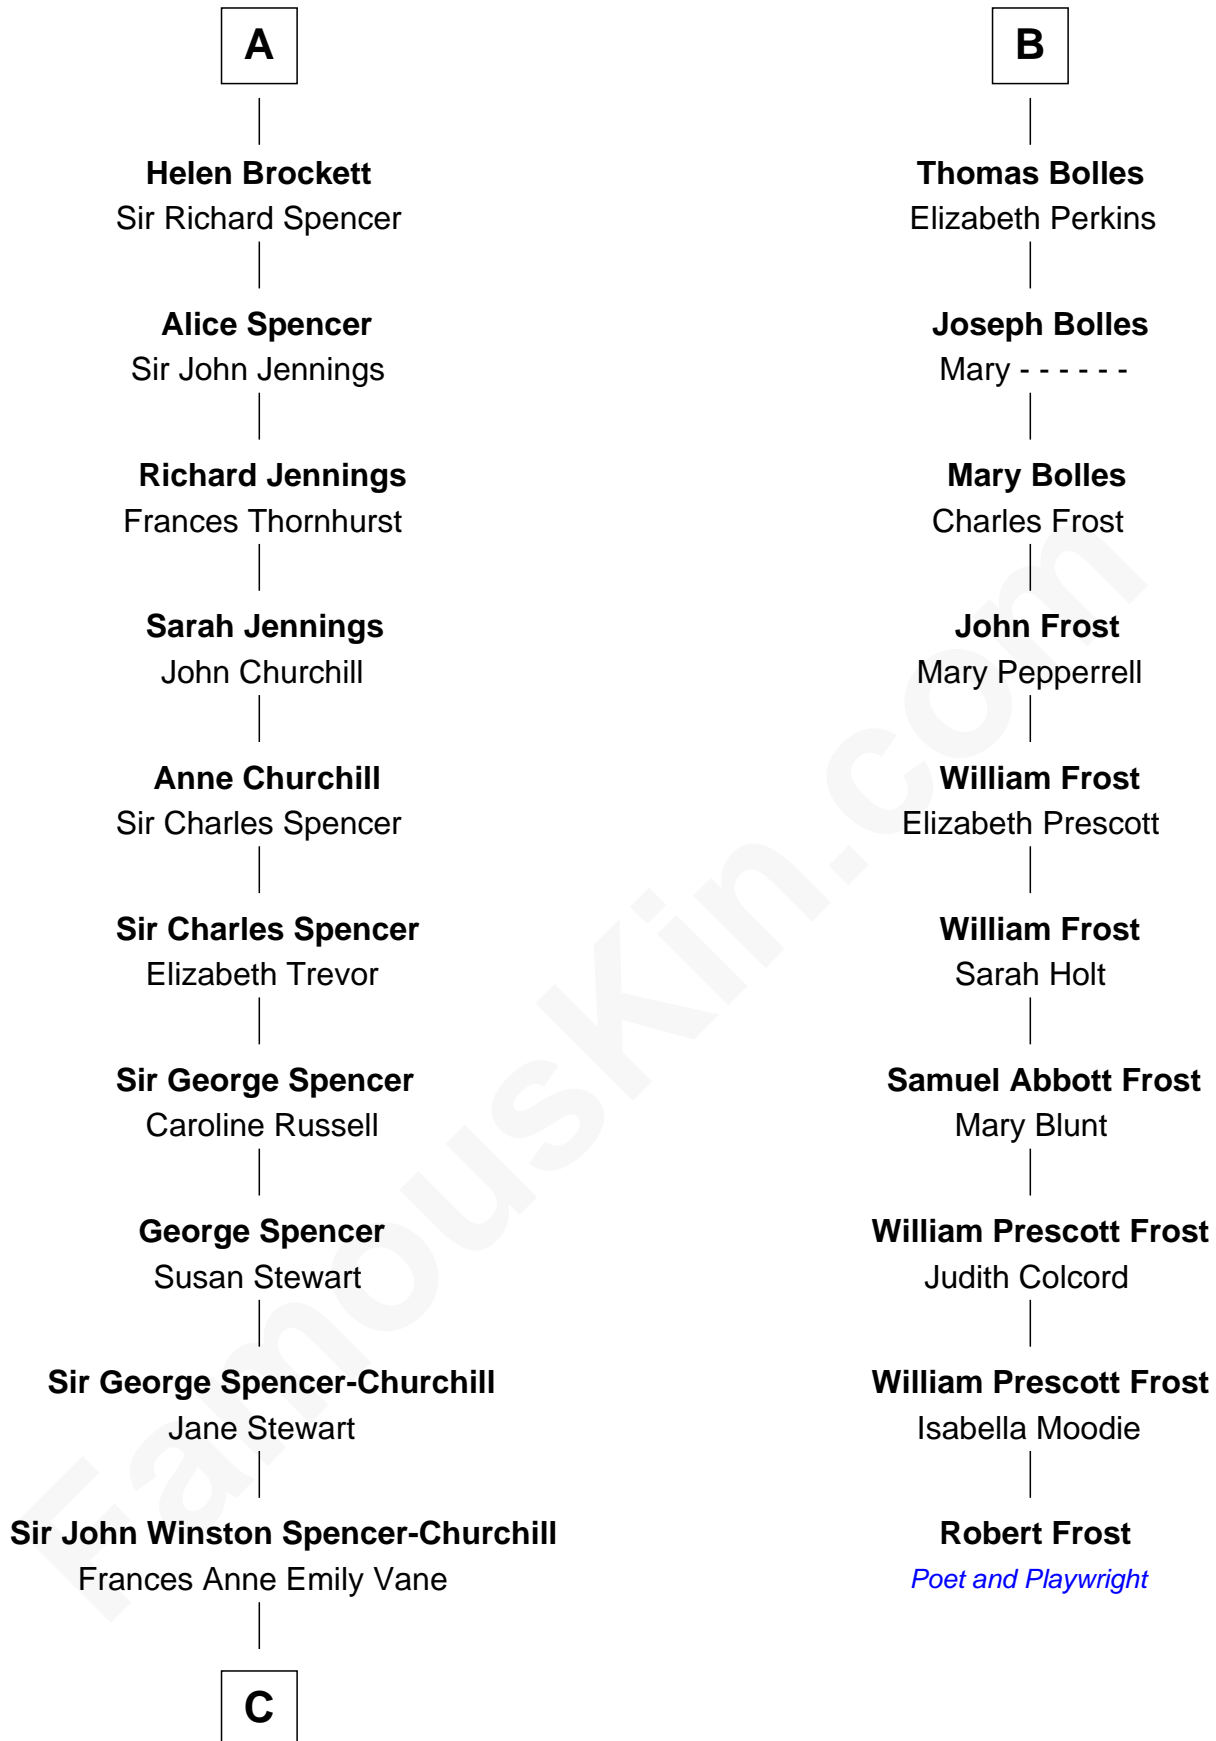 A
Helen Brockett
Sir Richard Spencer
Alice Spencer
Sir John Jennings
Richard Jennings
Frances Thornhurst
Sarah Jennings
John Churchill
Anne Churchill
Sir Charles Spencer
Sir Charles Spencer
Elizabeth Trevor
Sir George Spencer
Caroline Russell
George Spencer
Susan Stewart
Sir George Spencer-Churchill
Jane Stewart
Sir John Winston Spencer-Churchill
Frances Anne Emily Vane
C
B
Thomas Bolles
Elizabeth Perkins
Joseph Bolles
Mary - - - - - -
Mary Bolles
Charles Frost
John Frost
Mary Pepperrell
William Frost
Elizabeth Prescott
William Frost
Sarah Holt
Samuel Abbott Frost
Mary Blunt
William Prescott Frost
Judith Colcord
William Prescott Frost
Isabella Moodie
Robert Frost
Poet and Playwright
FamousKin.com